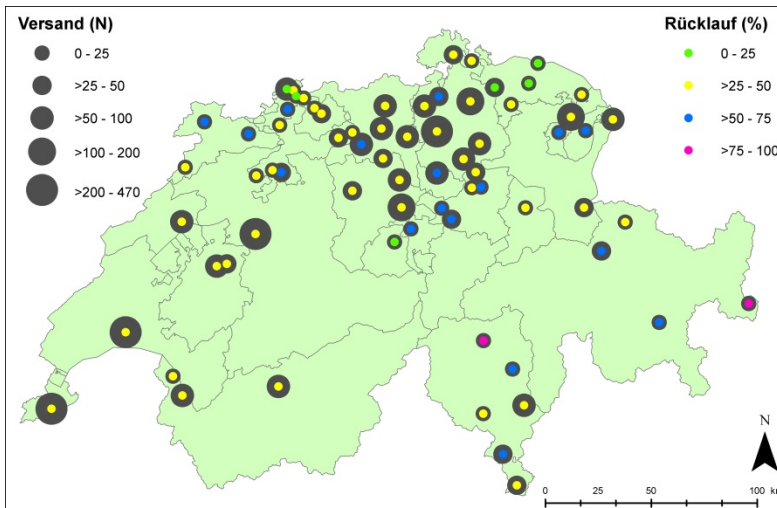 Versand (N)
0 - 25
>25 - 50
>50 - 100
>100 - 200
>200 - 470
Rücklauf (%)
0 - 25
>25 - 50
>50 - 75
>75 - 100
N
0 25 50 100 km